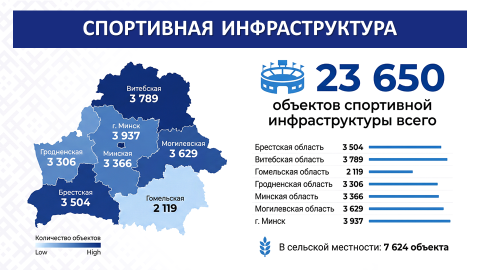 СПОРТИВНАЯ ИНФРАСТРУКТУРА
Витебская
3 789
г. Минск
3 937
Могилевская
3 629
Гродненская
3 306
Минская
3 366
Брестская
3 504
Гомельская
2 119
Количество объектов
Low High
23 650
объектов спортивной
инфраструктуры всего
Брестская область 3 504
Витебская область 3 789
Гомельская область 2 119
Гродненская область 3 306
Минская область 3 366
Могилевская область 3 629
г. Минск 3 937
В сельской местности: 7 624 объекта